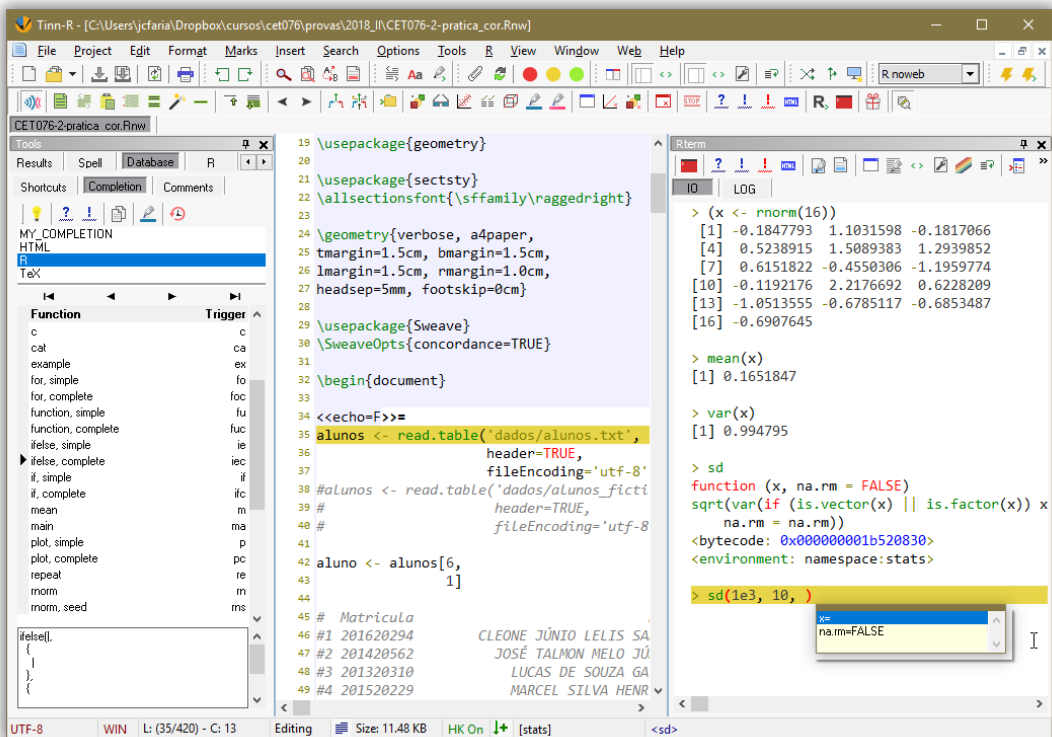 Tinn-R - [C:\Users\jcfaria\Dropbox\cursos\cet076\provas\2018_II\CET076-2-pratica_cor.Rnw]
File Project Edit Format Marks Insert Search Options Tools R View Window Web Help
R noweb
CET076-2-pratica_cor.Rnw
Tools
Results Spell Database R
Shortcuts Completion Comments
MY_COMPLETION
HTML
R
TeX
Function Trigger
c c
cat ca
example ex
for, simple fo
for, complete foc
function, simple fu
function, complete fuc
ifelse, simple ie
ifelse, complete iec
if, simple if
if, complete ifc
mean m
main ma
plot, simple p
plot, complete pc
repeat re
rnorm rn
rnorm, seed rns
ifelse(|,
{
|
},
{
19 \usepackage{geometry}
20
21 \usepackage{sectsty}
22 \allsectionsfont{\sffamily\raggedright}
23
24 \geometry{verbose, a4paper,
25 tmargin=1.5cm, bmargin=1.5cm,
26 lmargin=1.5cm, rmargin=1.0cm,
27 headsep=5mm, footskip=0cm}
28
29 \usepackage{Sweave}
30 \SweaveOpts{concordance=TRUE}
31
32 \begin{document}
33
34 <<echo=F>>=
35 alunos <- read.table('dados/alunos.txt',
36 header=TRUE,
37 fileEncoding='utf-8'
38 #alunos <- read.table('dados/alunos_ficti
39 # header=TRUE,
40 # fileEncoding='utf-8
41
42 aluno <- alunos[6,
43 1]
44
45 # Matricula
46 #1 201620294 CLEONE JÚNIO LELIS SA
47 #2 201420562 JOSÉ TALMON MELO JÚ
48 #3 201320310 LUCAS DE SOUZA GA
49 #4 201520229 MARCEL SILVA HENR
Rterm
IO LOG
> (x <- rnorm(16))
[1] -0.1847793 1.1031598 -0.1817066
[4] 0.5238915 1.5089383 1.2939852
[7] 0.6151822 -0.4550306 -1.1959774
[10] -0.1192176 2.2176692 0.6228209
[13] -1.0513555 -0.6785117 -0.6853487
[16] -0.6907645
> mean(x)
[1] 0.1651847
> var(x)
[1] 0.994795
> sd
function (x, na.rm = FALSE)
sqrt(var(if (is.vector(x) || is.factor(x)) x
na.rm = na.rm))
<bytecode: 0x000000001b520830>
<environment: namespace:stats>
> sd(1e3, 10, )
x=
na.rm=FALSE
UTF-8 WIN L: (35/420) - C: 13 Editing Size: 11.48 KB HK On [stats] <sd>